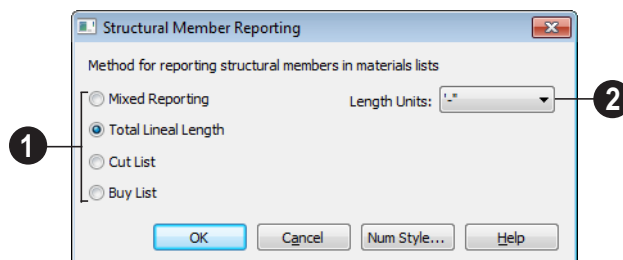 Structural Member Reporting
Method for reporting structural members in materials lists
Mixed Reporting
Length Units: '-"
Total Lineal Length
Cut List
Buy List
OK Cancel Num Style... Help
1
2